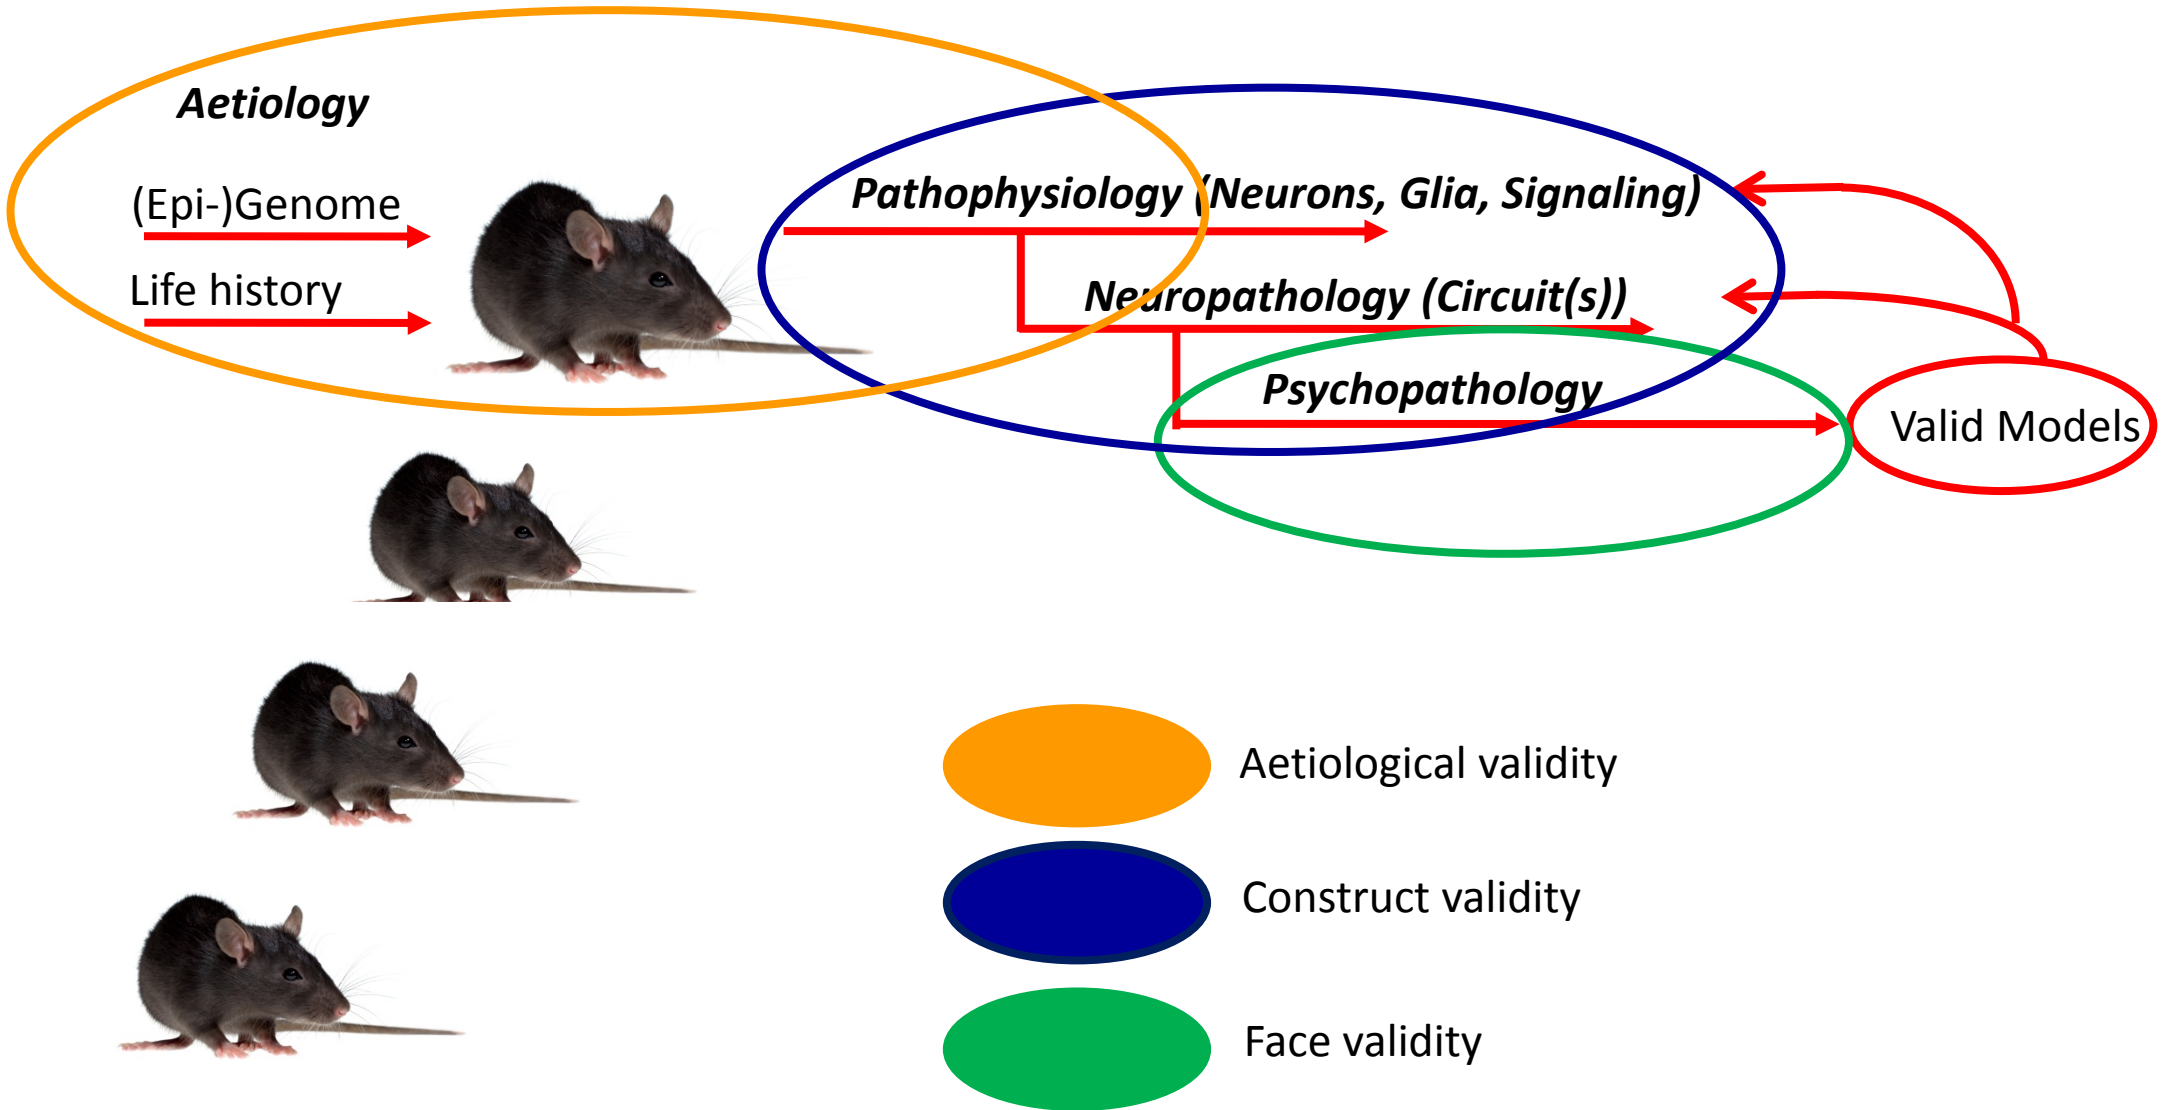 Aetiology
(Epi-)Genome
Life history
Pathophysiology (Neurons, Glia, Signaling)
Neuropathology (Circuit(s))
Psychopathology
Valid Models
Aetiological validity
Construct validity
Face validity